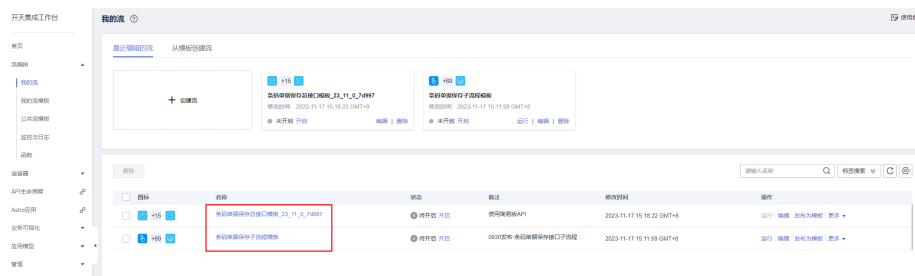 开天集成工作台
首页
流编排
我的流
我的流模板
公共流模板
监控与日志
函数
连接器
API生命周期
Astro应用
业务可视化
应用模型
管理
我的流
最近编辑的流 从模板创建流
+ 创建流
+15
条码单据保存总接口模板_23_11_0_7d997
修改时间 2023-11-17 15:18:22 GMT+8
未开启 开启 编辑 | 删除
+69
条码单据保存子流程模板
修改时间 2023-11-17 15:11:59 GMT+8
未开启 开启 运行 | 编辑 | 删除
删除
请输入名称 标签搜索
图标 名称 状态 备注 修改时间 操作
+15 条码单据保存总接口模板_23_11_0_7d997 待开启 开启 使用简易版API 2023-11-17 15:18:22 GMT+8 运行 编辑 发布为模板 更多
+69 条码单据保存子流程模板 待开启 开启 0930发布-条码单据保存接口子流程... 2023-11-17 15:11:59 GMT+8 运行 编辑 发布为模板 更多